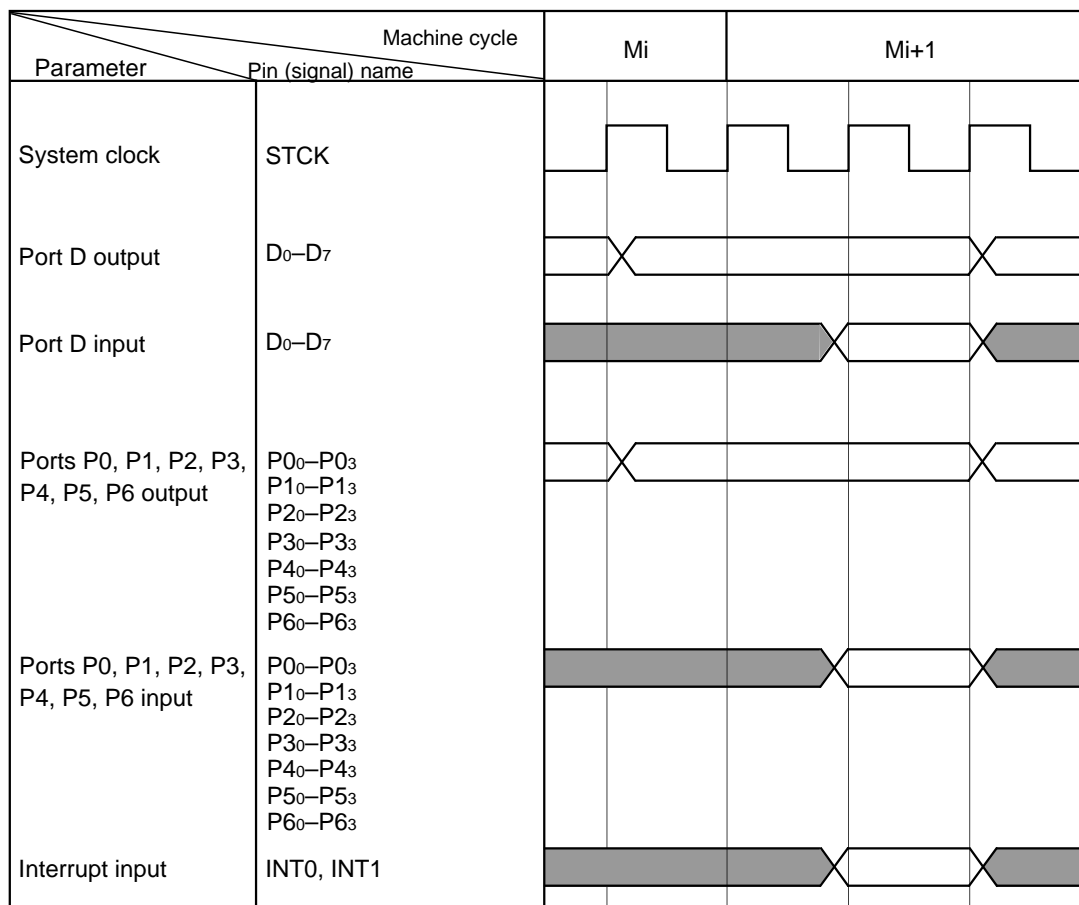 Machine cycle
Parameter
Pin (signal) name
Mi
Mi+1
System clock
STCK
Port D output
D0–D7
Port D input
D0–D7
Ports P0, P1, P2, P3,
P4, P5, P6 output
P00–P03
P10–P13
P20–P23
P30–P33
P40–P43
P50–P53
P60–P63
Ports P0, P1, P2, P3,
P4, P5, P6 input
P00–P03
P10–P13
P20–P23
P30–P33
P40–P43
P50–P53
P60–P63
Interrupt input
INT0, INT1